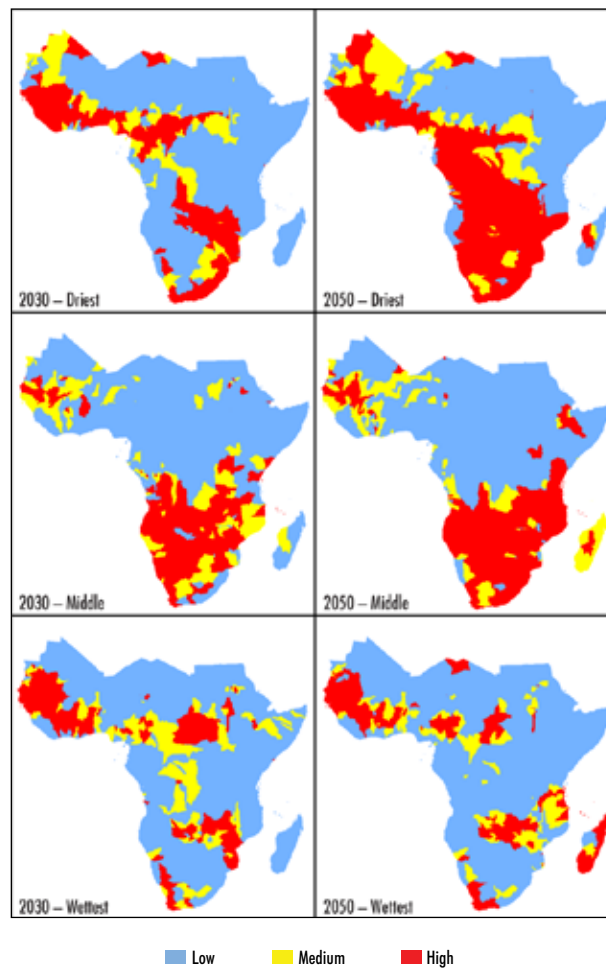 2030 – Driest
2050 – Driest
2030 – Middle
2050 – Middle
2030 – Wettest
2050 – Wettest
Low
Medium
High